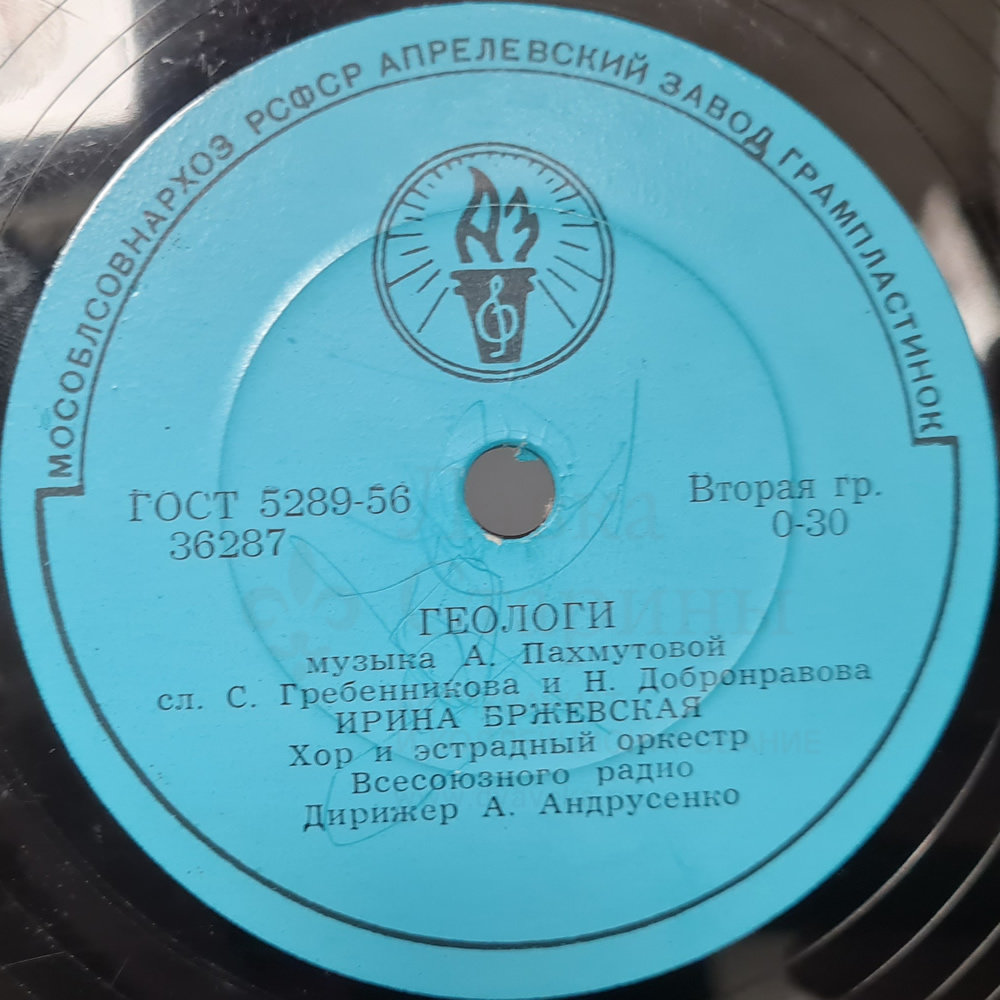 МОСОБЛСОВНАРХОЗ РСФСР АПРЕЛЕВСКИЙ ЗАВОД ГРАМПЛАСТИНОК
АЗ
ГОСТ 5289-56
36287
Вторая гр.
0-30
ГЕОЛОГИ
музыка А. Пахмутовой
сл. С. Гребенникова и Н. Добронравова
ИРИНА БРЖЕВСКАЯ
Хор и эстрадный оркестр
Всесоюзного радио
Дирижер А. Андрусенко